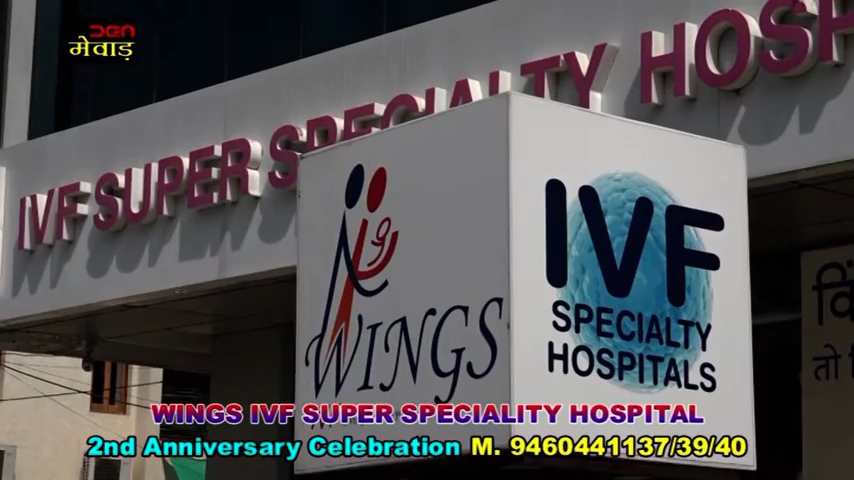 DGN
मेवाड़
IVF SUPER SPECIALTY HOSP
WINGS
IVF
SPECIALTY
HOSPITALS
तो
WINGS IVF SUPER SPECIALITY HOSPITAL
2nd Anniversary Celebration M. 9460441137/39/40